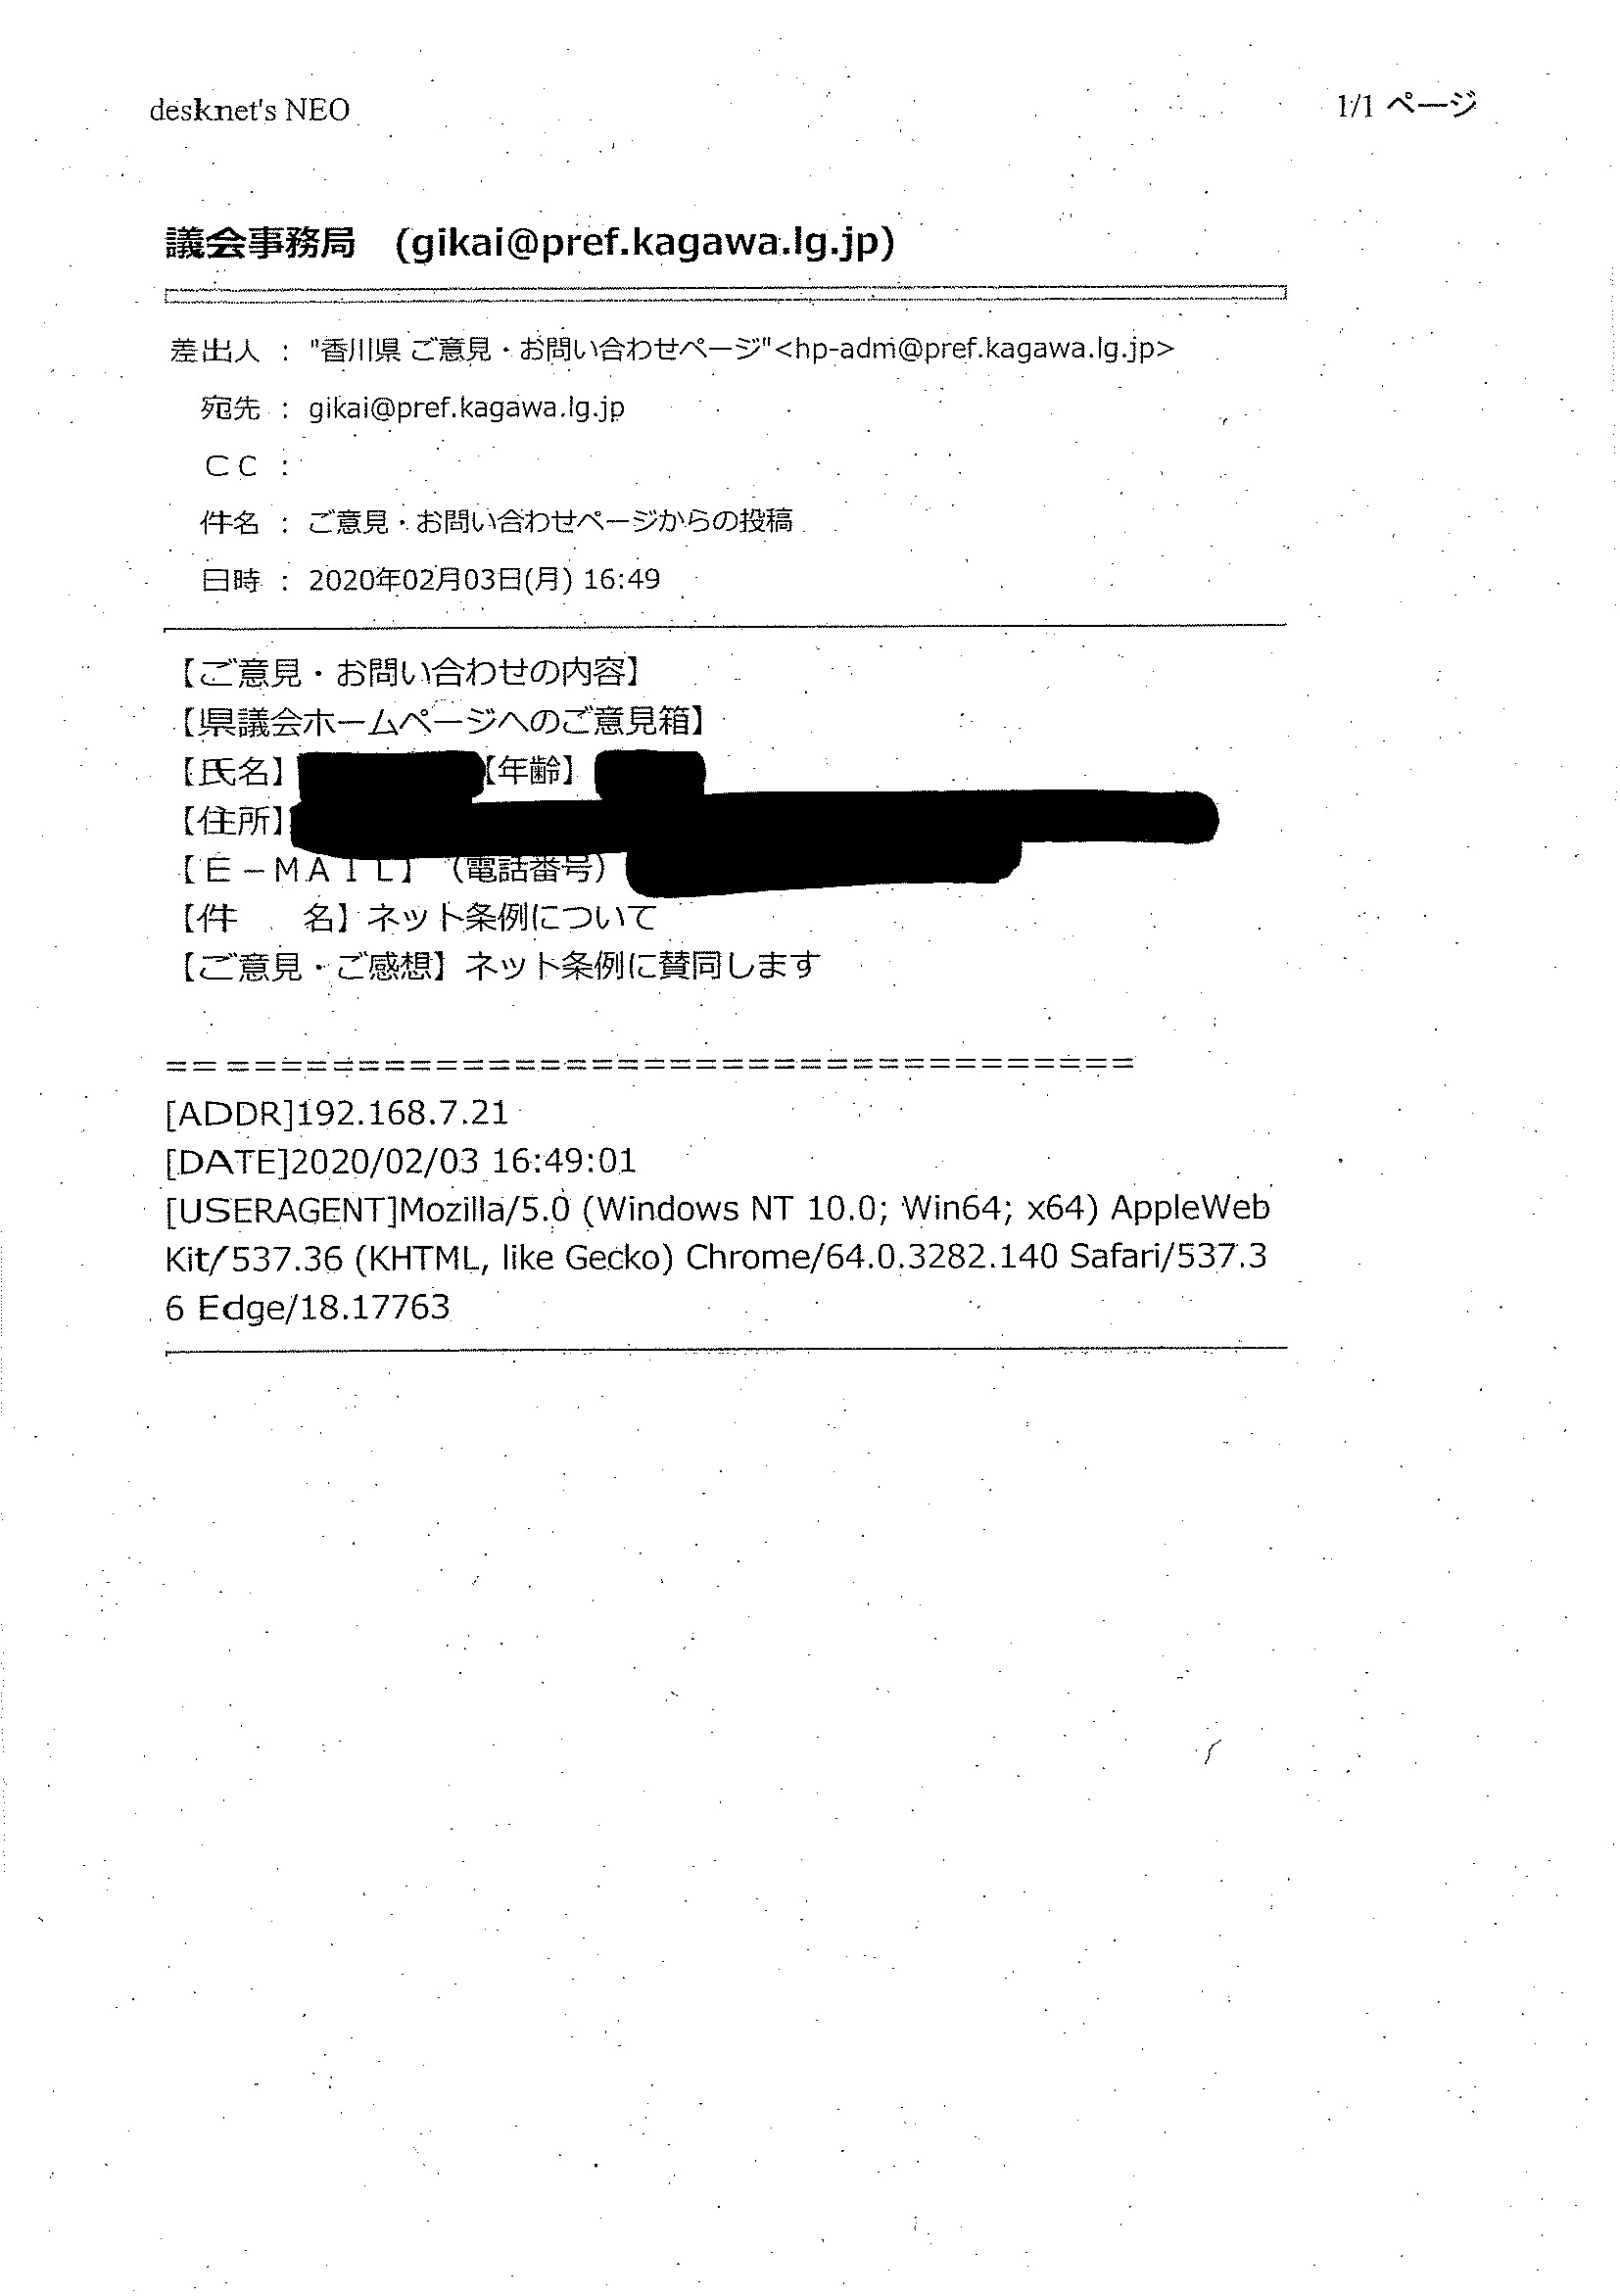 desknet's NEO
1/1 ページ
議会事務局 (gikai@pref.kagawa.lg.jp)
差出人 : "香川県 ご意見・お問い合わせページ"<hp-adm@pref.kagawa.lg.jp>
宛先 : gikai@pref.kagawa.lg.jp
ＣＣ :
件名 : ご意見・お問い合わせページからの投稿
日時 : 2020年02月03日(月) 16:49
【ご意見・お問い合わせの内容】
【県議会ホームページへのご意見箱】
【氏名】 【年齢】
【住所】
【Ｅ－ＭＡＩＬ】（電話番号）
【件　　名】ネット条例について
【ご意見・ご感想】ネット条例に賛同します
=====================================
[ADDR]192.168.7.21
[DATE]2020/02/03 16:49:01
[USERAGENT]Mozilla/5.0 (Windows NT 10.0; Win64; x64) AppleWeb
Kit/537.36 (KHTML, like Gecko) Chrome/64.0.3282.140 Safari/537.3
6 Edge/18.17763